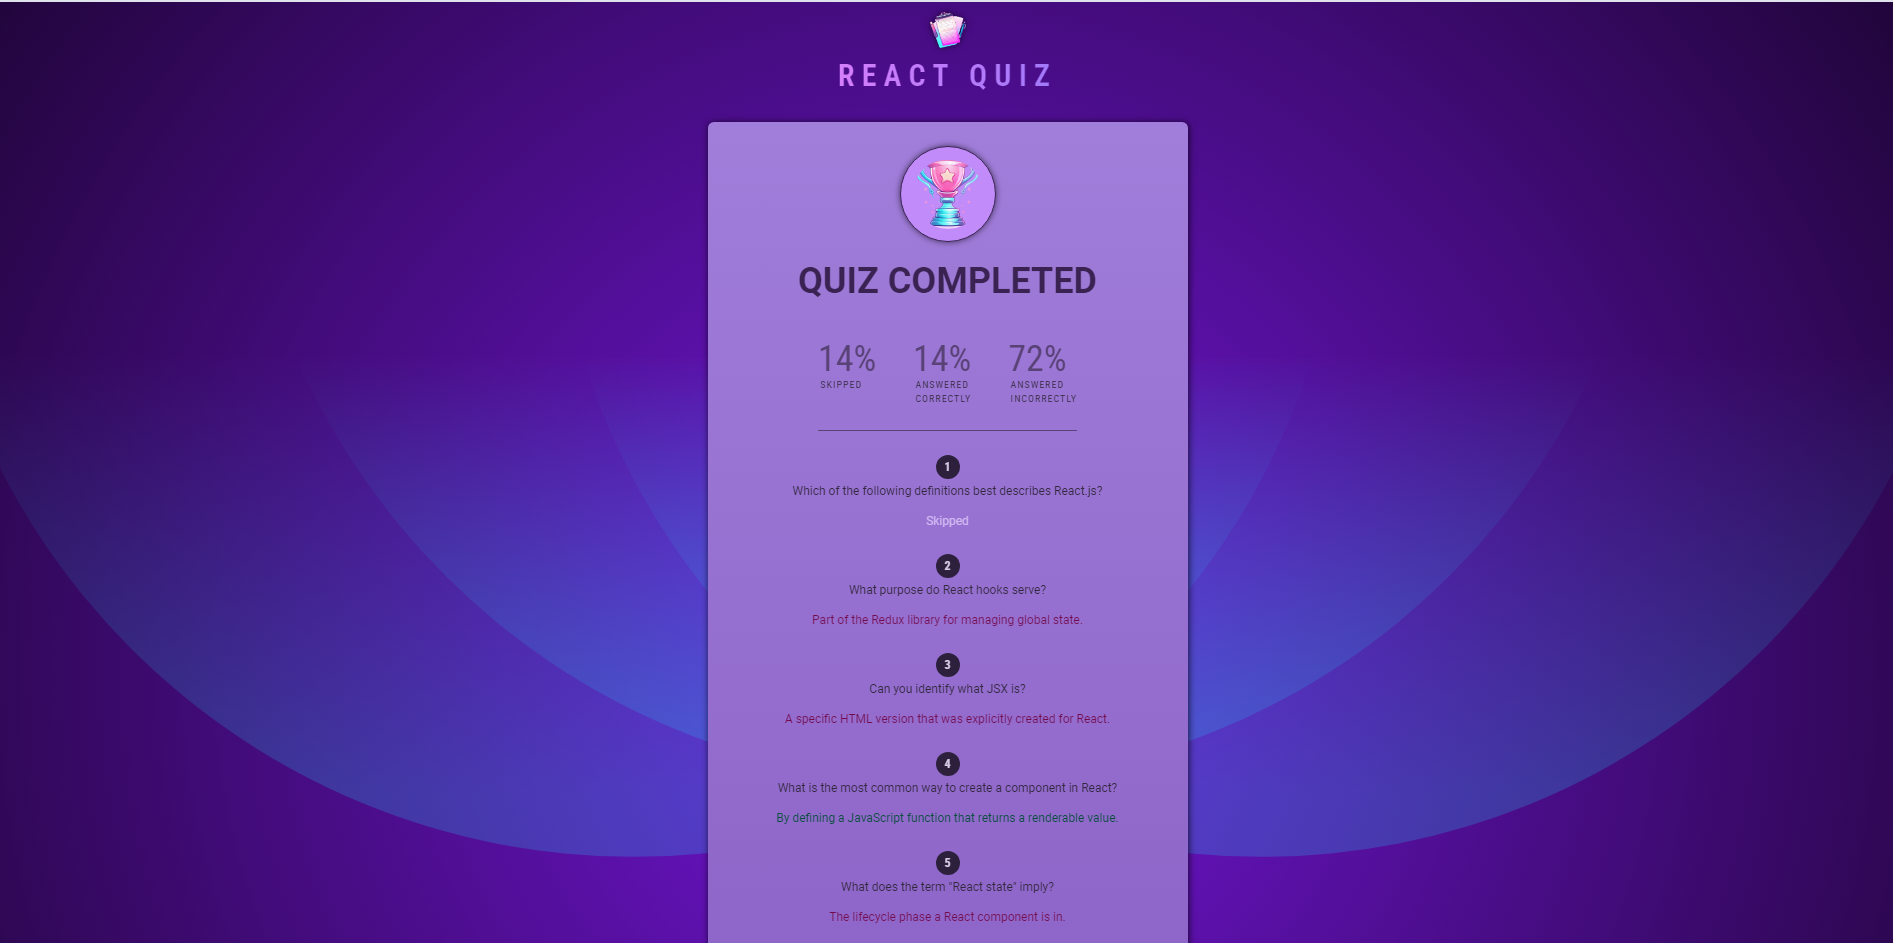 REACT QUIZ
QUIZ COMPLETED
14% 14% 72%
SKIPPED ANSWERED ANSWERED
CORRECTLY INCORRECTLY
1
Which of the following definitions best describes React.js?
Skipped
2
What purpose do React hooks serve?
Part of the Redux library for managing global state.
3
Can you identify what JSX is?
A specific HTML version that was explicitly created for React.
4
What is the most common way to create a component in React?
By defining a JavaScript function that returns a renderable value.
5
What does the term "React state" imply?
The lifecycle phase a React component is in.